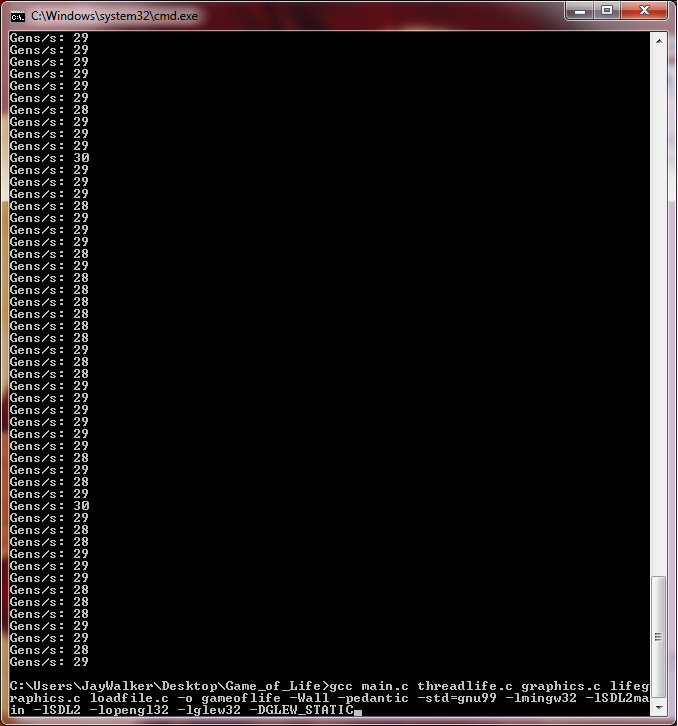 C:\Windows\system32\cmd.exe
Gens/s: 29
Gens/s: 29
Gens/s: 29
Gens/s: 29
Gens/s: 29
Gens/s: 29
Gens/s: 28
Gens/s: 29
Gens/s: 29
Gens/s: 29
Gens/s: 30
Gens/s: 29
Gens/s: 29
Gens/s: 29
Gens/s: 28
Gens/s: 29
Gens/s: 29
Gens/s: 29
Gens/s: 28
Gens/s: 29
Gens/s: 28
Gens/s: 28
Gens/s: 28
Gens/s: 28
Gens/s: 28
Gens/s: 28
Gens/s: 29
Gens/s: 28
Gens/s: 28
Gens/s: 29
Gens/s: 29
Gens/s: 29
Gens/s: 29
Gens/s: 29
Gens/s: 29
Gens/s: 28
Gens/s: 29
Gens/s: 28
Gens/s: 29
Gens/s: 30
Gens/s: 29
Gens/s: 28
Gens/s: 28
Gens/s: 29
Gens/s: 29
Gens/s: 29
Gens/s: 28
Gens/s: 28
Gens/s: 28
Gens/s: 29
Gens/s: 29
Gens/s: 28
Gens/s: 29
C:\Users\JayWalker\Desktop\Game_of_Life>gcc main.c threadlife.c graphics.c lifeg
raphics.c loadfile.c -o gameoflife -Wall -pedantic -std=gnu99 -lmingw32 -lSDL2ma
in -lSDL2 -lopengl32 -lglew32 -DGLEW_STATIC